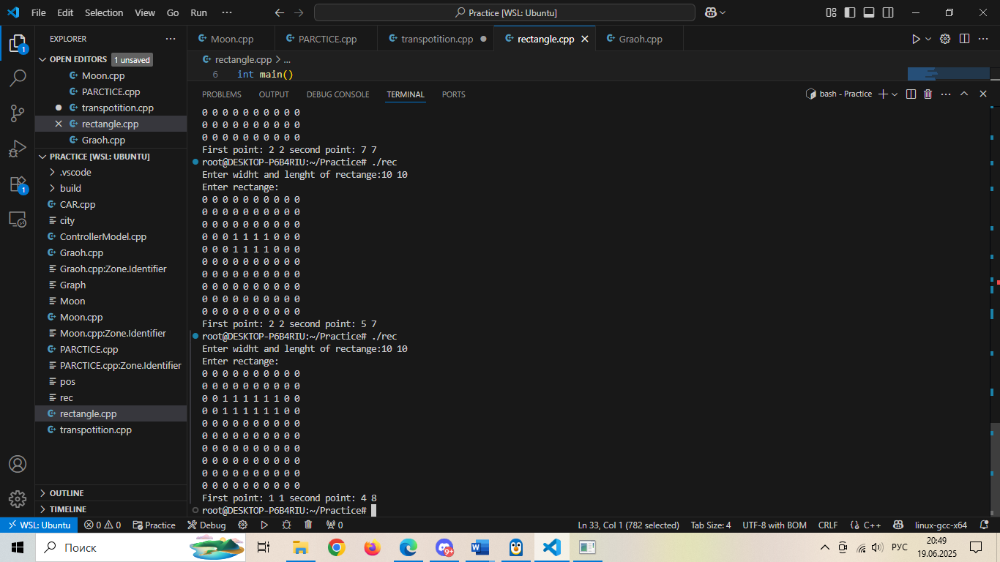 File Edit Selection View Go Run ··· Practice [WSL: Ubuntu]
EXPLORER ···
OPEN EDITORS 1 unsaved
Moon.cpp
PARCTICE.cpp
transpotition.cpp
rectangle.cpp
Graoh.cpp
PRACTICE [WSL: UBUNTU]
.vscode
build
CAR.cpp
city
ControllerModel.cpp
Graoh.cpp
Graoh.cpp:Zone.Identifier
Graph
Moon
Moon.cpp
Moon.cpp:Zone.Identifier
PARCTICE.cpp
PARCTICE.cpp:Zone.Identifier
pos
rec
rectangle.cpp
transpotition.cpp
OUTLINE
TIMELINE
1
1
Moon.cpp PARCTICE.cpp transpotition.cpp rectangle.cpp Graoh.cpp
rectangle.cpp > ...
6 int main()
PROBLEMS OUTPUT DEBUG CONSOLE TERMINAL PORTS bash - Practice
0 0 0 0 0 0 0 0 0 0
0 0 0 0 0 0 0 0 0 0
0 0 0 0 0 0 0 0 0 0
First point: 2 2 second point: 7 7
root@DESKTOP-P6B4RIU:~/Practice# ./rec
Enter widht and lenght of rectange:10 10
Enter rectange:
0 0 0 0 0 0 0 0 0 0
0 0 0 0 0 0 0 0 0 0
0 0 0 0 0 0 0 0 0 0
0 0 0 1 1 1 1 0 0 0
0 0 0 1 1 1 1 0 0 0
0 0 0 0 0 0 0 0 0 0
0 0 0 0 0 0 0 0 0 0
0 0 0 0 0 0 0 0 0 0
0 0 0 0 0 0 0 0 0 0
0 0 0 0 0 0 0 0 0 0
First point: 2 2 second point: 5 7
root@DESKTOP-P6B4RIU:~/Practice# ./rec
Enter widht and lenght of rectange:10 10
Enter rectange:
0 0 0 0 0 0 0 0 0 0
0 0 0 0 0 0 0 0 0 0
0 0 1 1 1 1 1 1 0 0
0 0 1 1 1 1 1 1 0 0
0 0 0 0 0 0 0 0 0 0
0 0 0 0 0 0 0 0 0 0
0 0 0 0 0 0 0 0 0 0
0 0 0 0 0 0 0 0 0 0
0 0 0 0 0 0 0 0 0 0
0 0 0 0 0 0 0 0 0 0
First point: 1 1 second point: 4 8
root@DESKTOP-P6B4RIU:~/Practice#
WSL: Ubuntu 0 0 Practice Debug 0 Ln 33, Col 1 (782 selected) Tab Size: 4 UTF-8 with BOM CRLF {} C++ linux-gcc-x64
Поиск 9+ РУС 20:49
19.06.2025